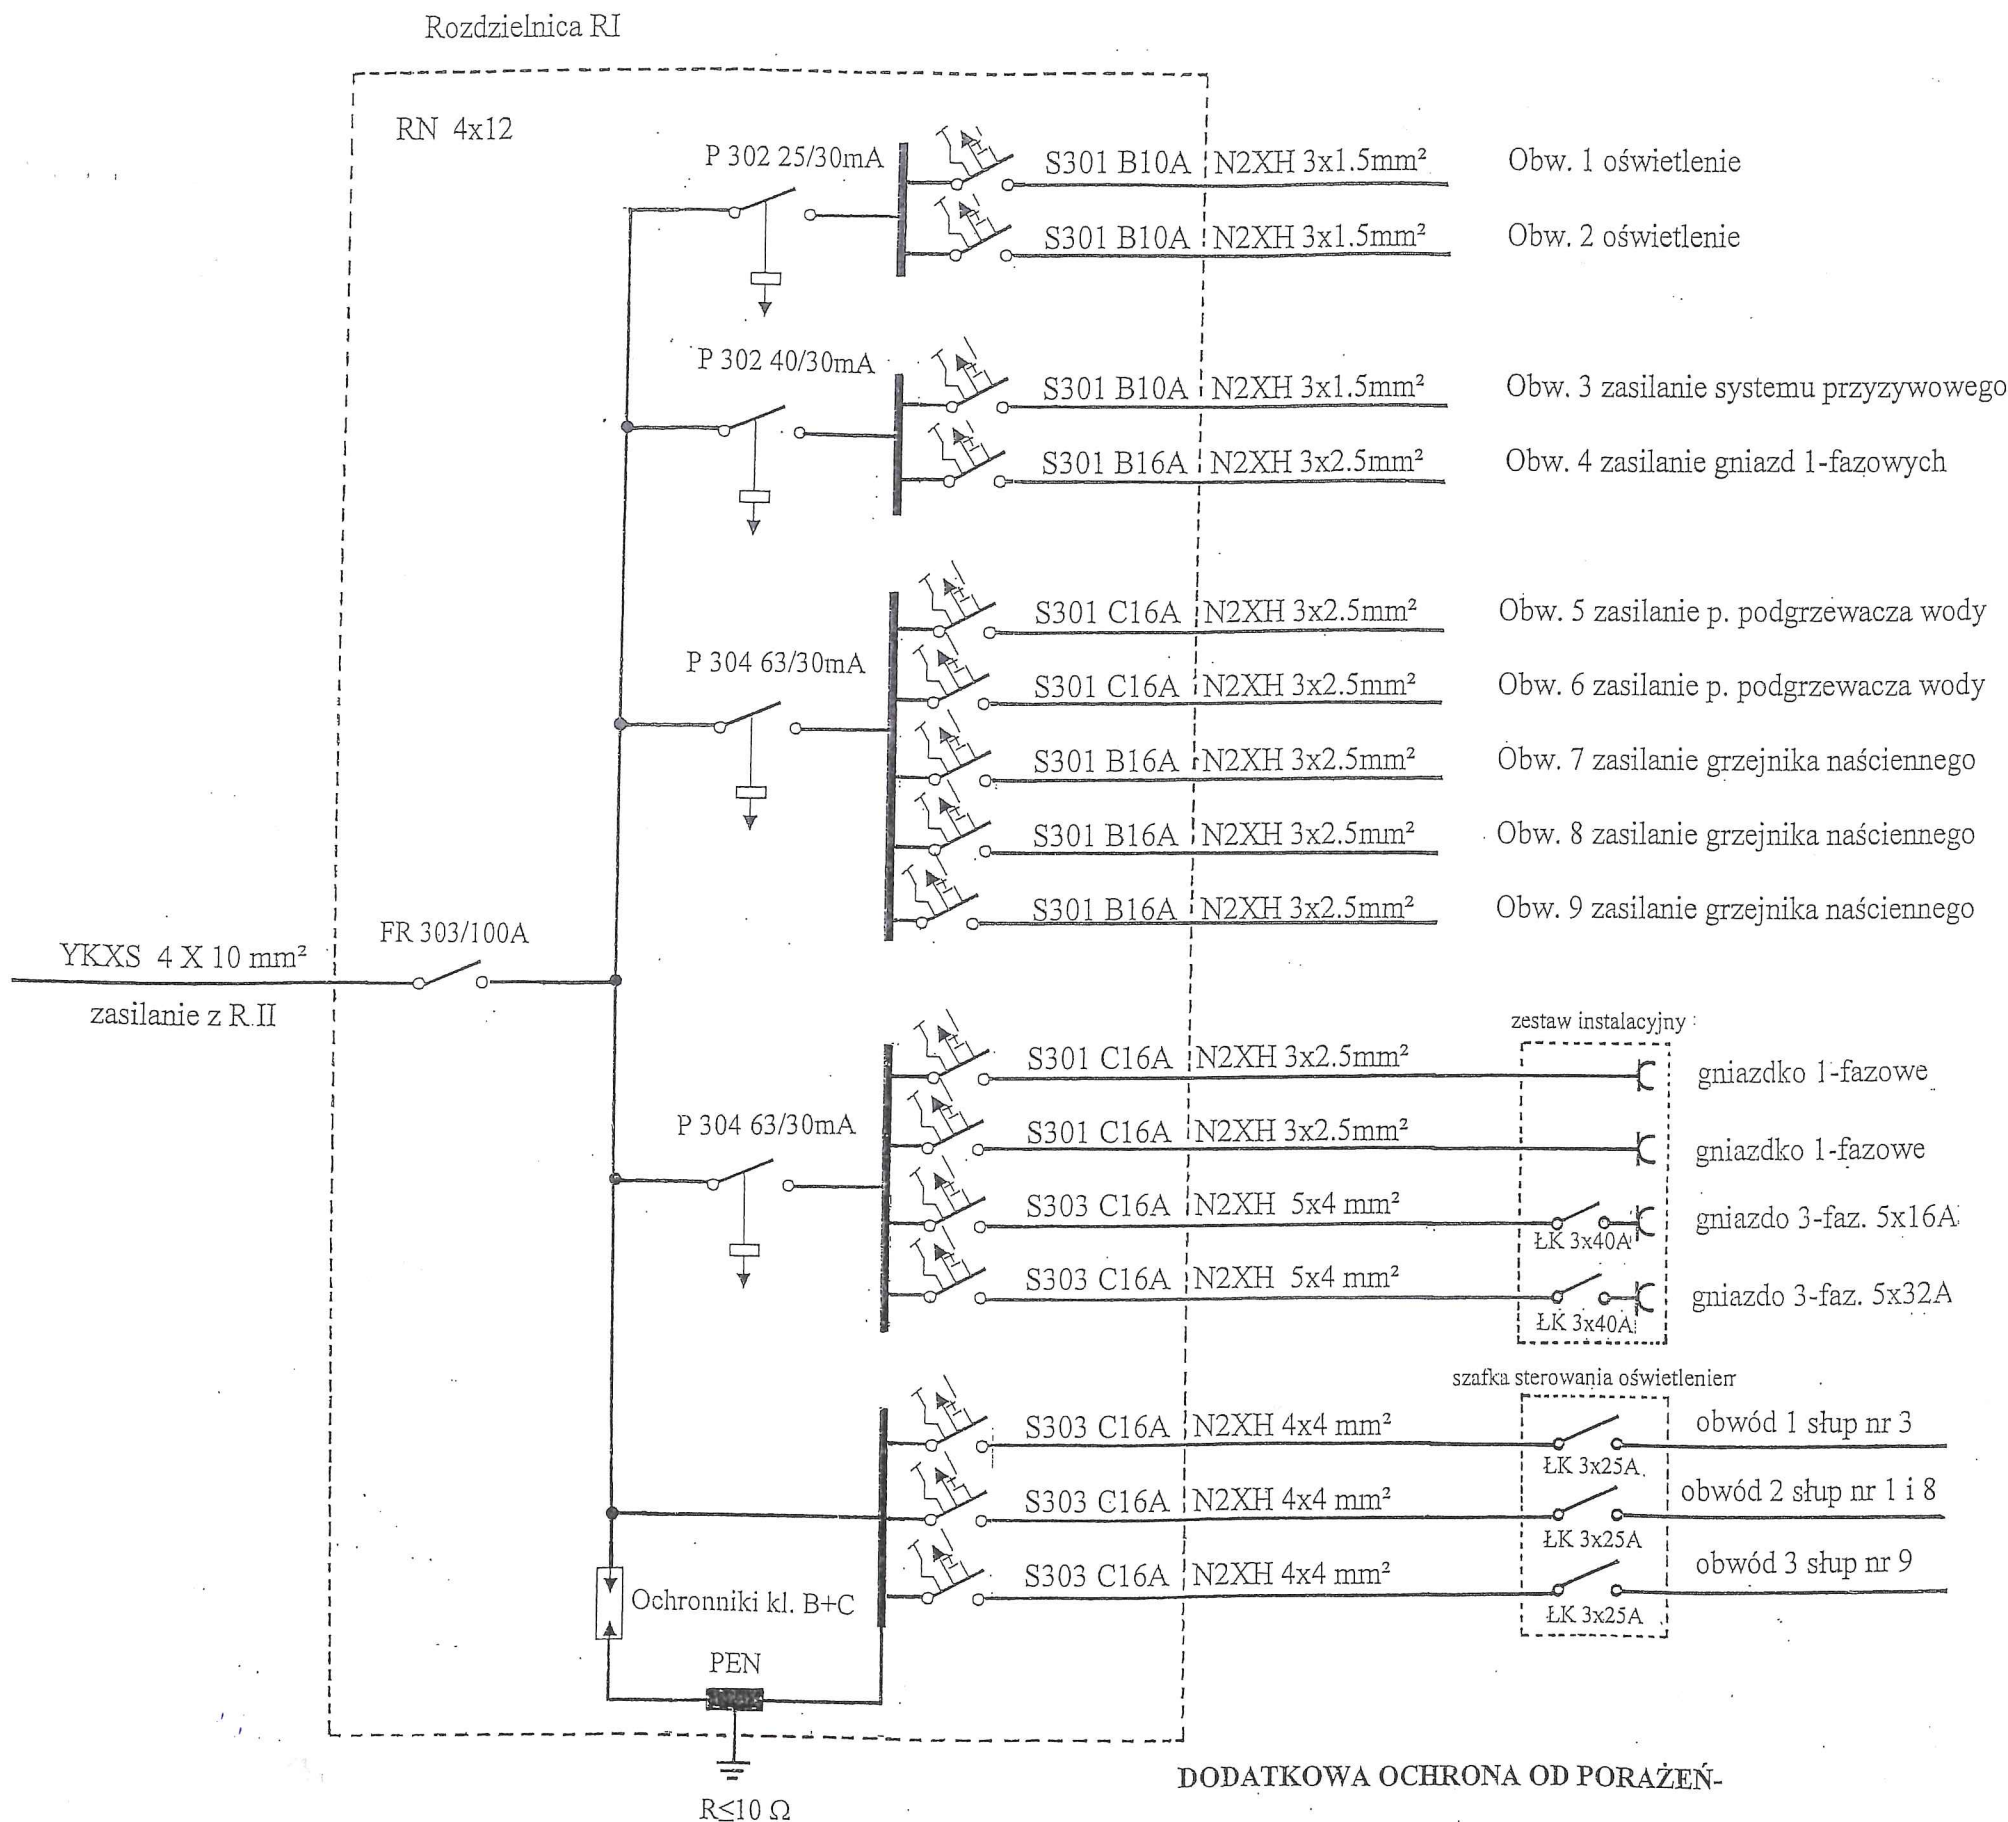 Rozdzielnica RI
RN 4x12
P 302 25/30mA
S301 B10A N2XH 3x1.5mm² Obw. 1 oświetlenie
S301 B10A N2XH 3x1.5mm² Obw. 2 oświetlenie
P 302 40/30mA
S301 B10A N2XH 3x1.5mm² Obw. 3 zasilanie systemu przyzywowego
S301 B16A N2XH 3x2.5mm² Obw. 4 zasilanie gniazd 1-fazowych
P 304 63/30mA
S301 C16A N2XH 3x2.5mm² Obw. 5 zasilanie p. podgrzewacza wody
S301 C16A N2XH 3x2.5mm² Obw. 6 zasilanie p. podgrzewacza wody
S301 B16A N2XH 3x2.5mm² Obw. 7 zasilanie grzejnika naściennego
S301 B16A N2XH 3x2.5mm² Obw. 8 zasilanie grzejnika naściennego
S301 B16A N2XH 3x2.5mm² Obw. 9 zasilanie grzejnika naściennego
FR 303/100A
YKXS 4 X 10 mm²
zasilanie z R.II
zestaw instalacyjny
P 304 63/30mA
S301 C16A N2XH 3x2.5mm² gniazdko 1-fazowe
S301 C16A N2XH 3x2.5mm² gniazdko 1-fazowe
S303 C16A N2XH 5x4 mm² gniazdo 3-faz. 5x16A
ŁK 3x40A
S303 C16A N2XH 5x4 mm² gniazdo 3-faz. 5x32A
ŁK 3x40A
szafka sterowania oświetleniem
S303 C16A N2XH 4x4 mm² obwód 1 słup nr 3
ŁK 3x25A
S303 C16A N2XH 4x4 mm² obwód 2 słup nr 1 i 8
ŁK 3x25A
S303 C16A N2XH 4x4 mm² obwód 3 słup nr 9
ŁK 3x25A
Ochronniki kl. B+C
PEN
R≤10 Ω
DODATKOWA OCHRONA OD PORAŻEŃ-